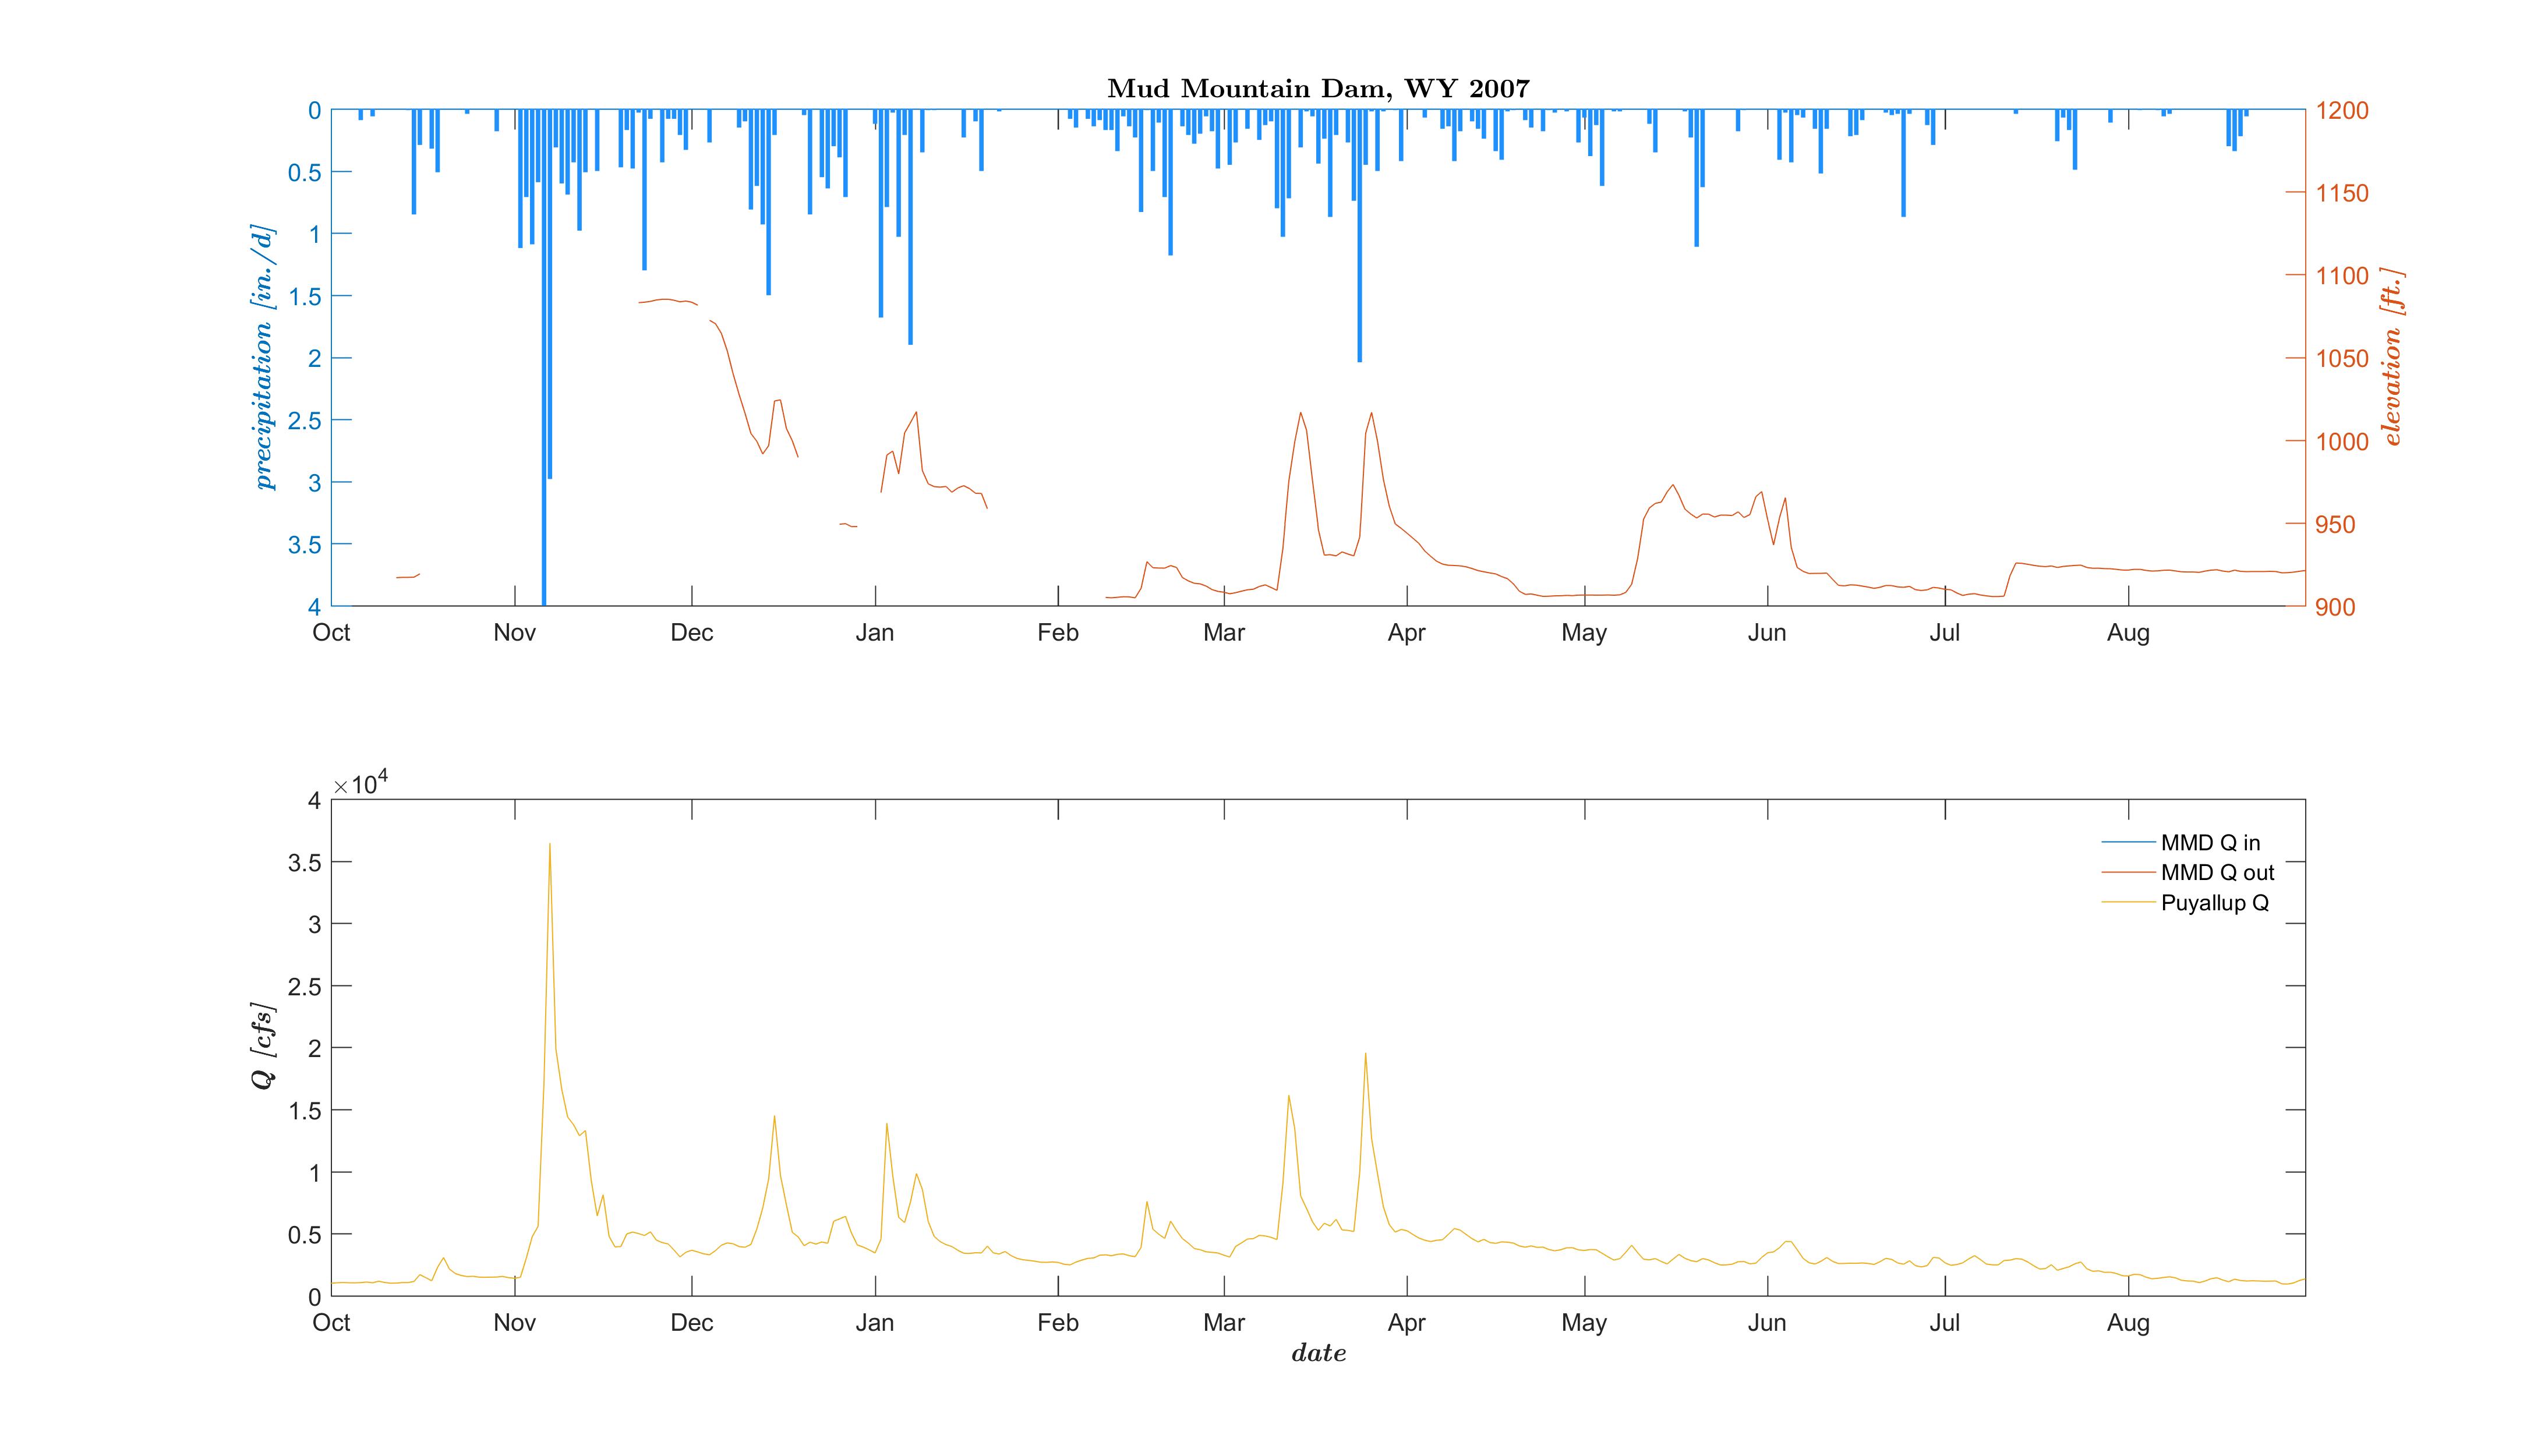 Mud Mountain Dam, WY 2007
precipitation [in./d]
0
0.5
1
1.5
2
2.5
3
3.5
4
1200
1150
1100
1050
1000
950
900
elevation [ft.]
Oct Nov Dec Jan Feb Mar Apr May Jun Jul Aug
×10⁴
Q [cfs]
4
3.5
3
2.5
2
1.5
1
0.5
0
MMD Q in
MMD Q out
Puyallup Q
Oct Nov Dec Jan Feb Mar Apr May Jun Jul Aug
date